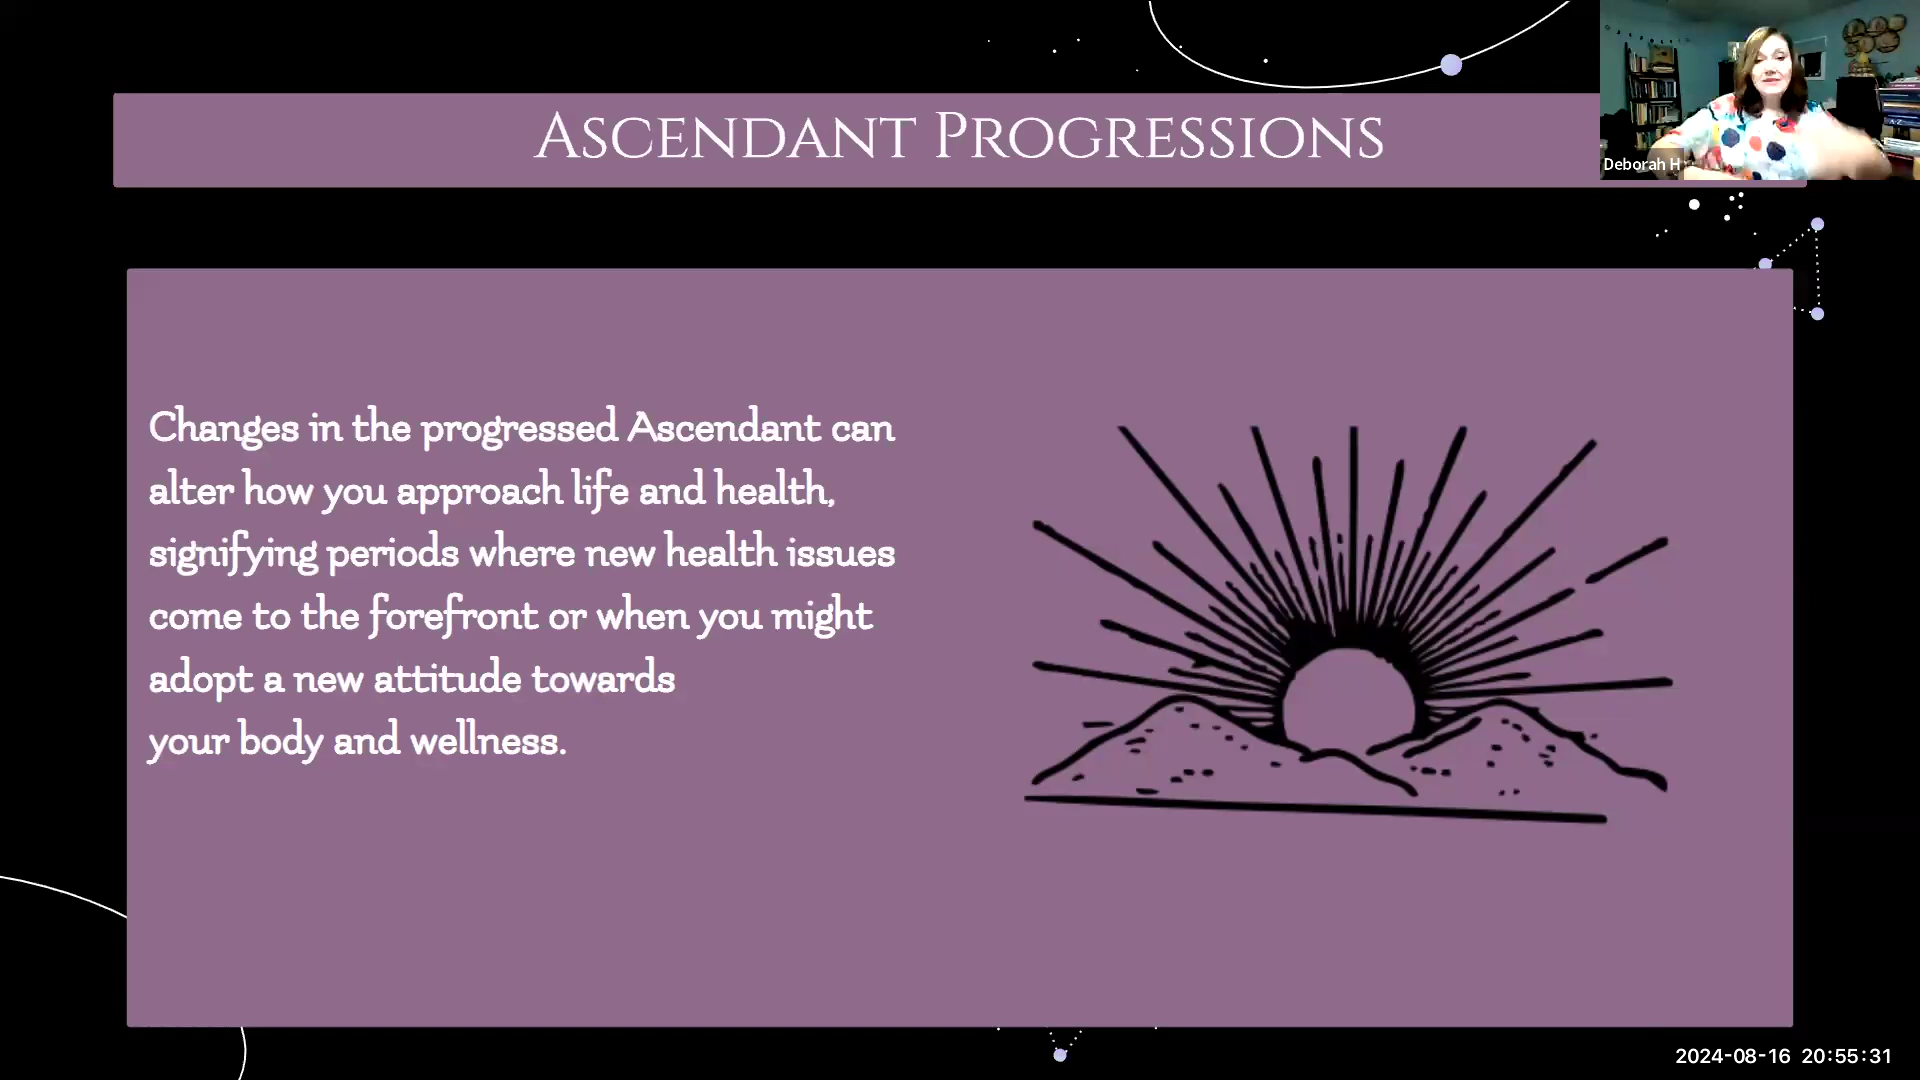 Ascendant Progressions
Deborah H
Changes in the progressed Ascendant can
alter how you approach life and health,
signifying periods where new health issues
come to the forefront or when you might
adopt a new attitude towards
your body and wellness.
2024-08-16 20:55:31